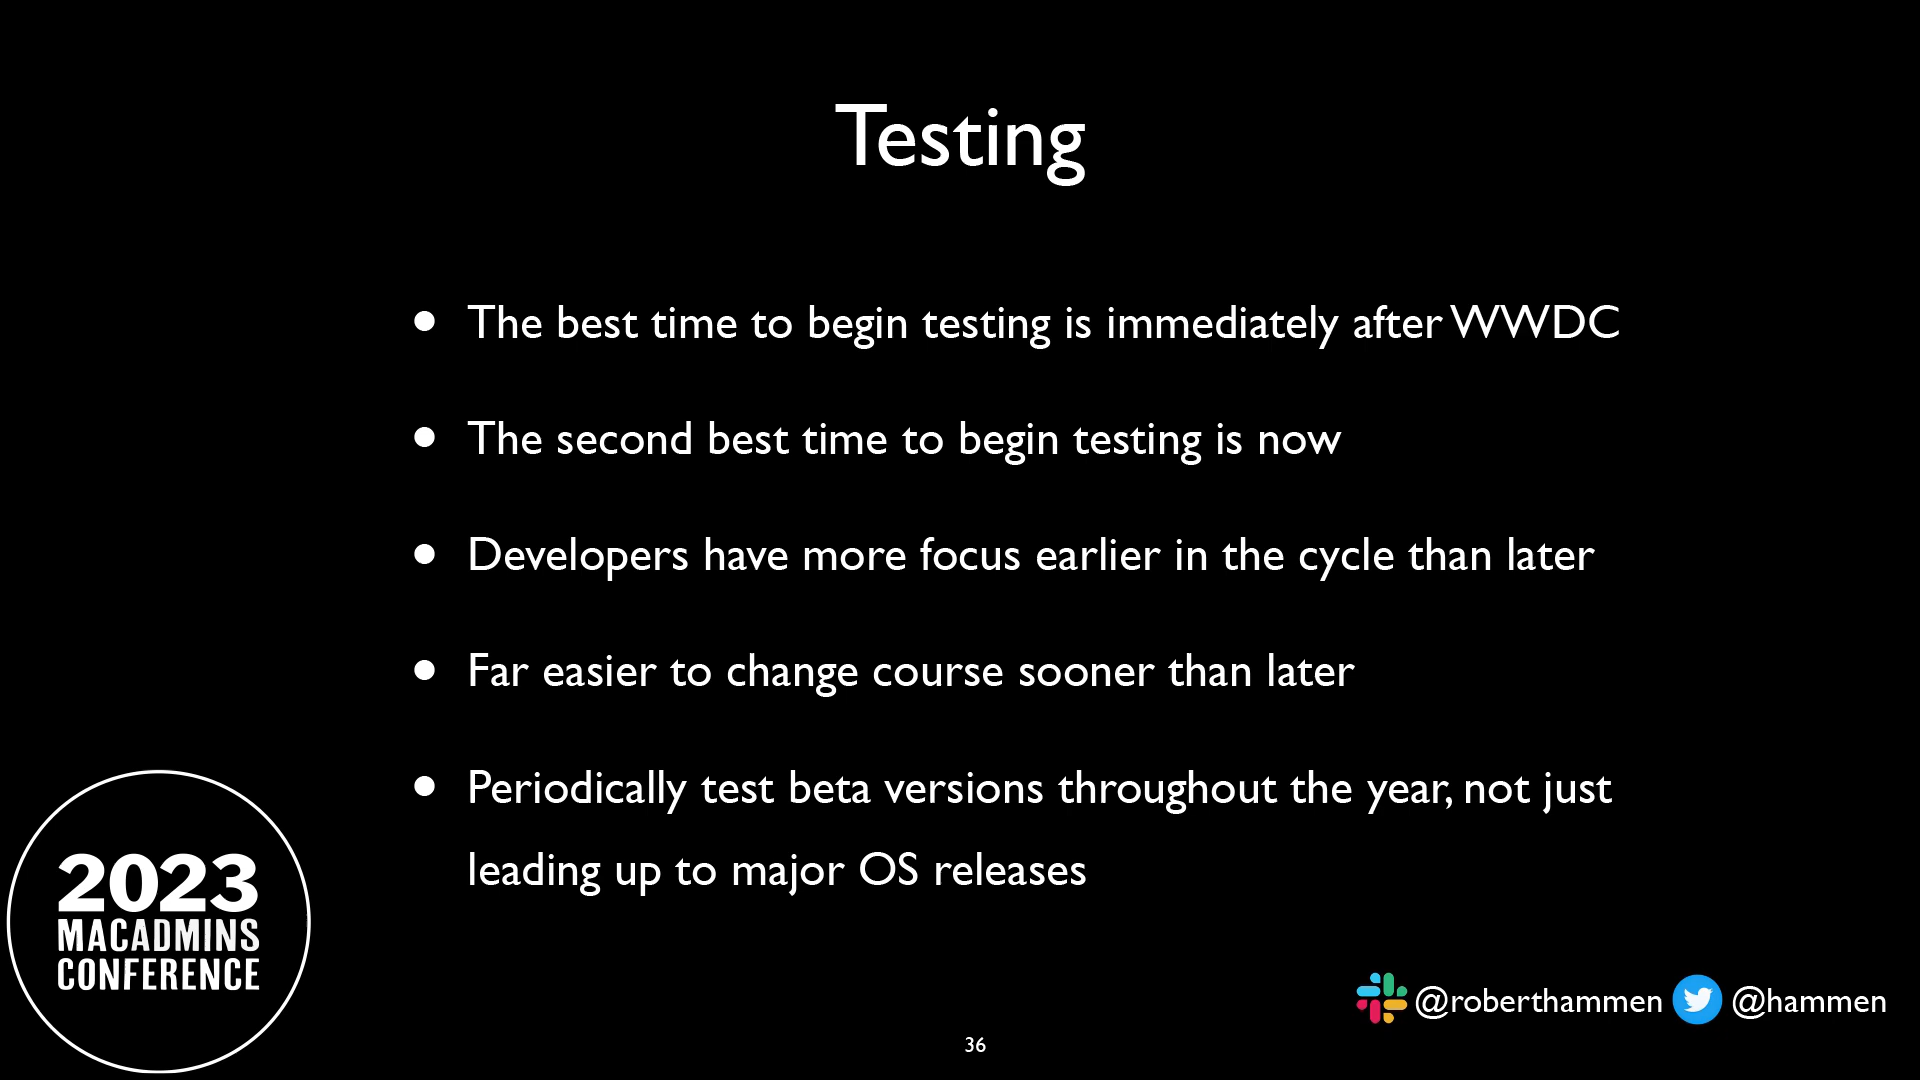 Testing
• The best time to begin testing is immediately after WWDC
• The second best time to begin testing is now
• Developers have more focus earlier in the cycle than later
• Far easier to change course sooner than later
• Periodically test beta versions throughout the year, not just
leading up to major OS releases
2023
MACADMINS
CONFERENCE
@roberthammen @hammen
36